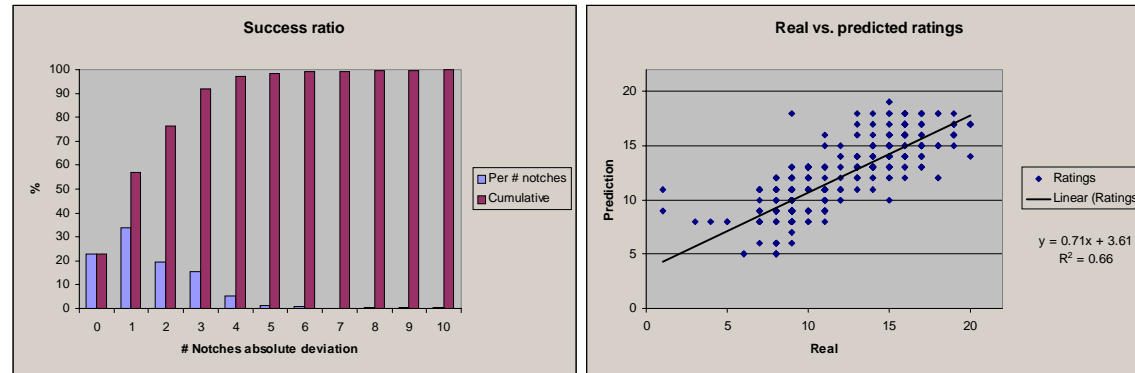 Success ratio
100
90
80
70
60
50
40
30
20
10
0
%
0 1 2 3 4 5 6 7 8 9 10
# Notches absolute deviation
Per # notches
Cumulative
Real vs. predicted ratings
20
15
10
5
0
Prediction
0 5 10 15 20
Real
Ratings
Linear (Ratings
y = 0.71x + 3.61
R² = 0.66